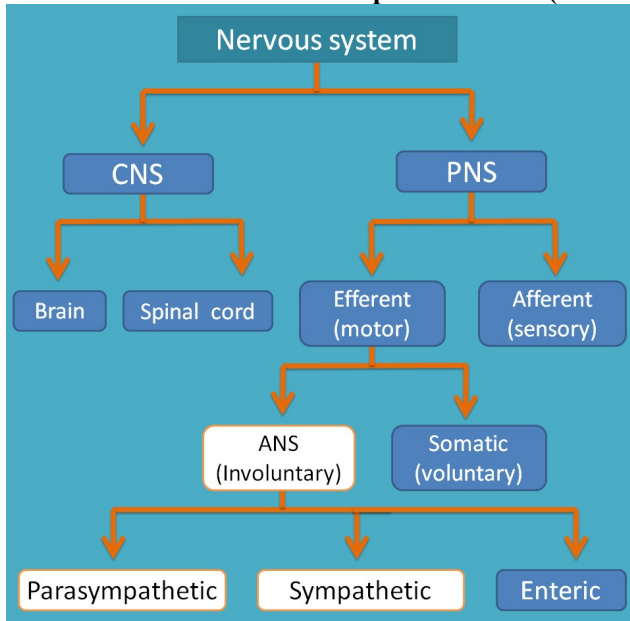 Nervous system
CNS
PNS
Brain
Spinal cord
Efferent
(motor)
Afferent
(sensory)
ANS
(Involuntary)
Somatic
(voluntary)
Parasympathetic
Sympathetic
Enteric